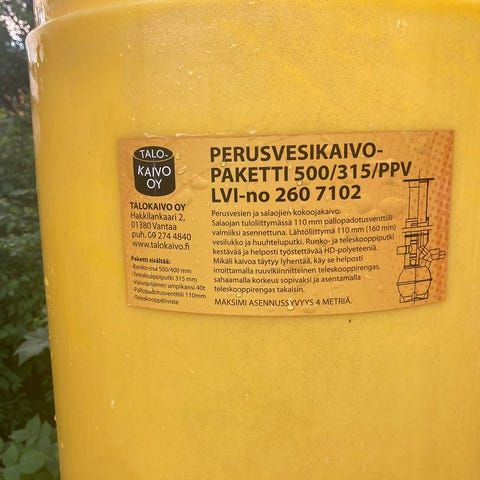 TALO-
KAIVO
OY
TALOKAIVO OY
Hakkilankaari 2,
01380 Vantaa
puh. 09 274 4840
www.talokaivo.fi
Paketti sisältää:
-Runko-osa 500/400 mm
-Teleskooppiputki 315 mm
-Valurautainen umpikansi 40t
-Pallopadotusventtiili 110mm
-Teleskooppitiiviste
PERUSVESIKAIVO-
PAKETTI 500/315/PPV
LVI-no 260 7102
Perusvesien ja salaojien kokoojakaivo.
Salaojan tuloliittymässä 110 mm pallopadotusventtiili
valmiiksi asennettuna. Lähtöliittymä 110 mm (160 mm)
vesilukko ja huuhteluputki. Runko- ja teleskooppiputki
kestävää ja helposti työstettävää HD-polyeteeniä.
Mikäli kaivoa täytyy lyhentää, käy se helposti
irroittamalla ruuvikiinnitteinen teleskooppirengas,
sahaamalla korkeus sopivaksi ja asentamalla
teleskooppirengas takaisin.
MAKSIMI ASENNUSSYVYYS 4 METRIÄ.